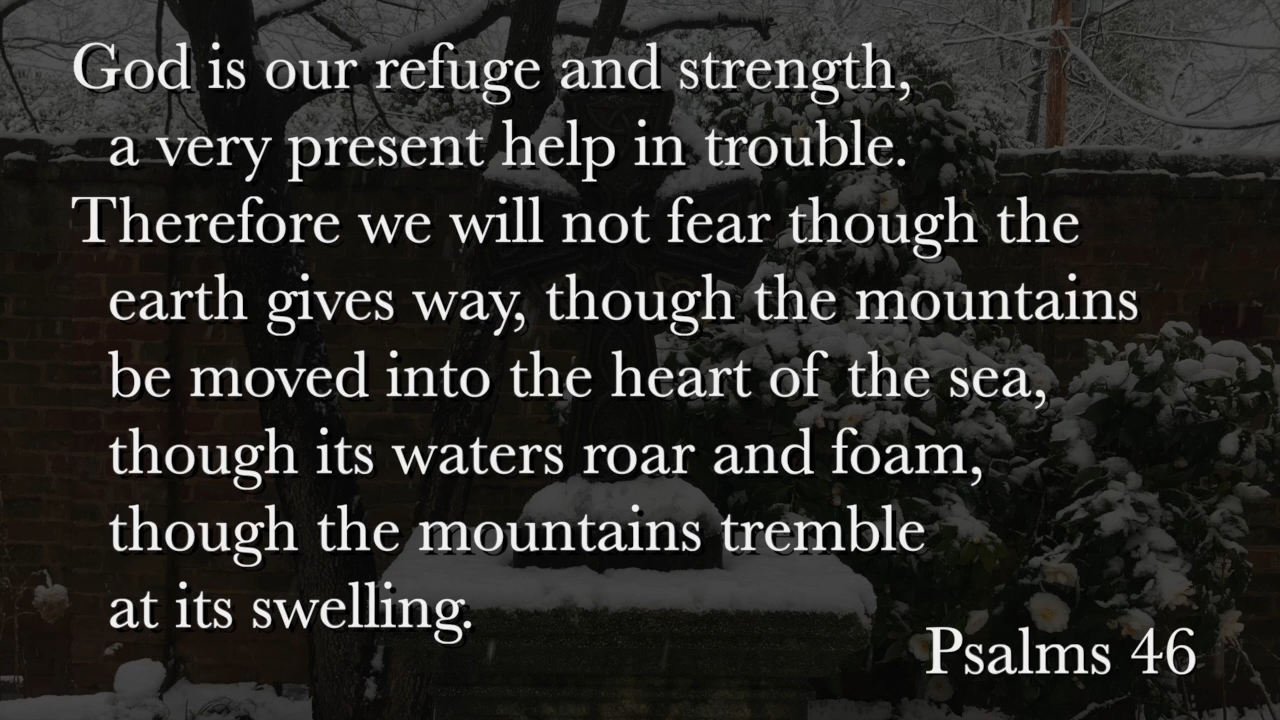 God is our refuge and strength,
a very present help in trouble.
Therefore we will not fear though the
earth gives way, though the mountains
be moved into the heart of the sea,
though its waters roar and foam,
though the mountains tremble
at its swelling.
Psalms 46